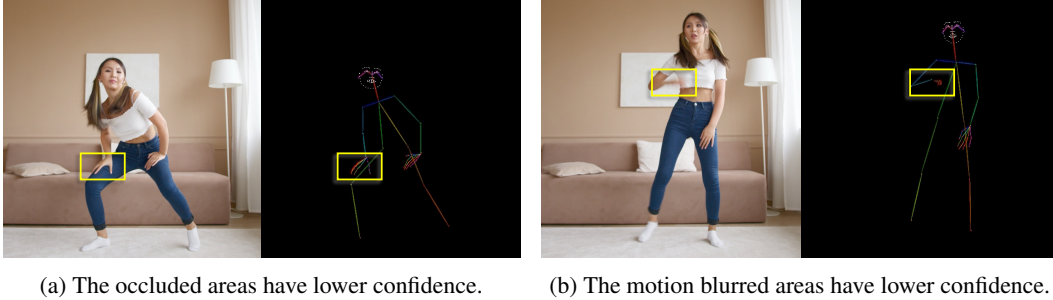 (a) The occluded areas have lower confidence.
(b) The motion blurred areas have lower confidence.